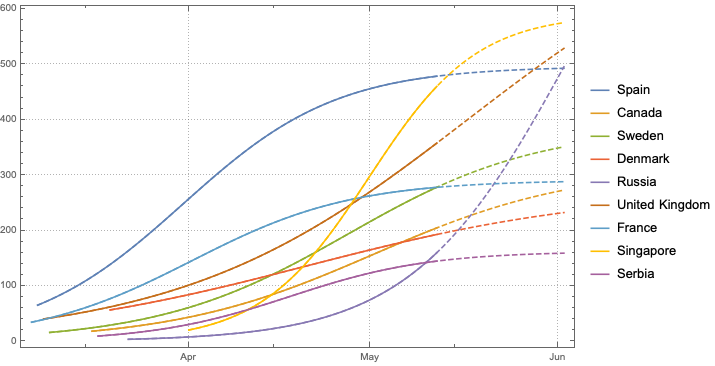 600
500
400
300
200
100
0
Apr May Jun
Spain
Canada
Sweden
Denmark
Russia
United Kingdom
France
Singapore
Serbia